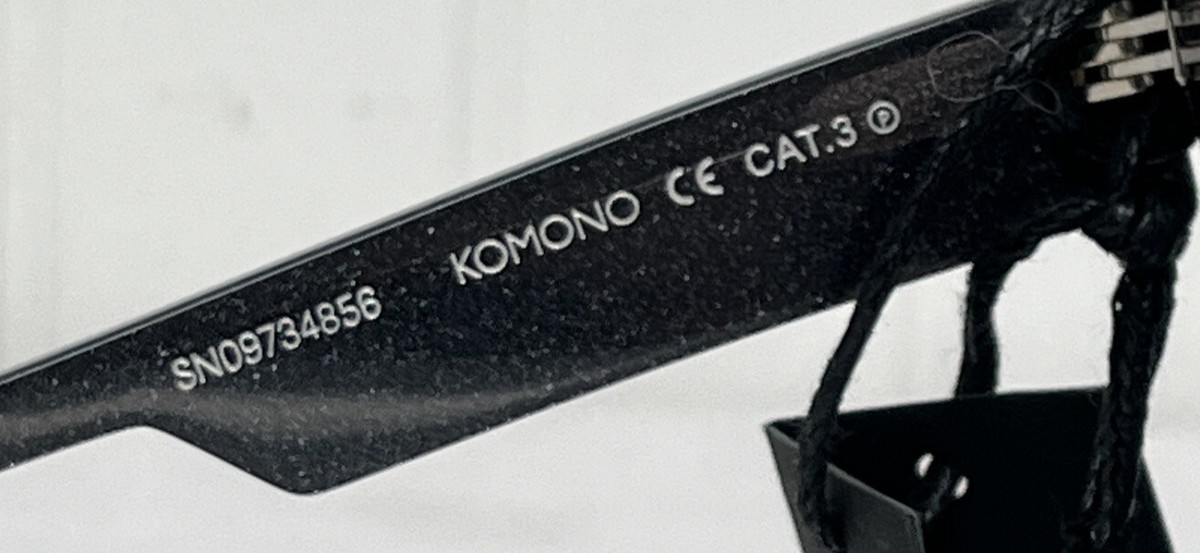 SN09734856 KOMONO CE CAT.3 Ⓟ